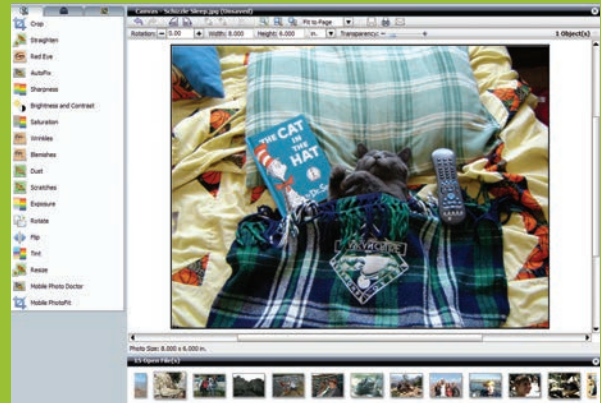 Canvas - Schizzle Sleep.jpg (Unsaved)
Fit to Page
Rotation: 0.00 Width: 8.000 Height: 6.000 in. Transparency: 1 Object(s)
Crop
Straighten
Red Eye
AutoFix
Sharpness
Brightness and Contrast
Saturation
Wrinkles
Blemishes
Dust
Scratches
Exposure
Rotate
Flip
Tint
Resize
Mobile Photo Doctor
Mobile PhotoFit
THE CAT
IN THE
HAT
Photo Size: 8.000 x 6.000 in.
15 Open File(s)